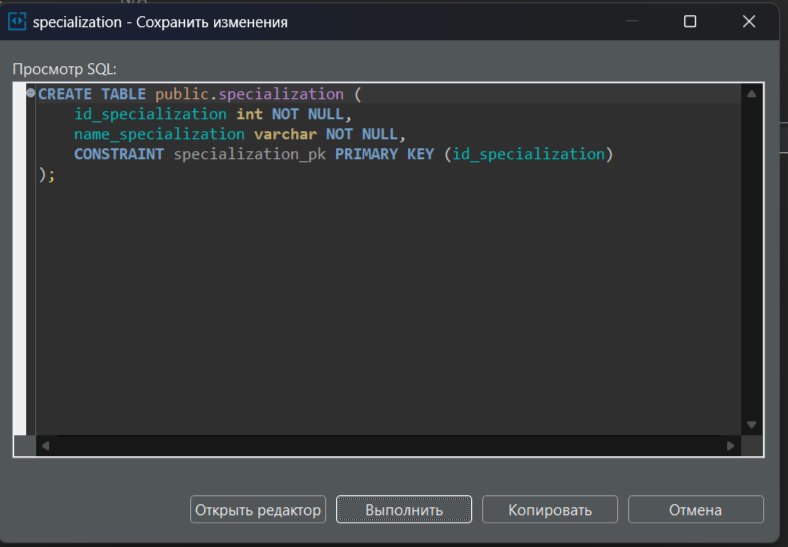 specialization - Сохранить изменения
Просмотр SQL:
CREATE TABLE public.specialization (
    id_specialization int NOT NULL,
    name_specialization varchar NOT NULL,
    CONSTRAINT specialization_pk PRIMARY KEY (id_specialization)
);
Открыть редактор
Выполнить
Копировать
Отмена